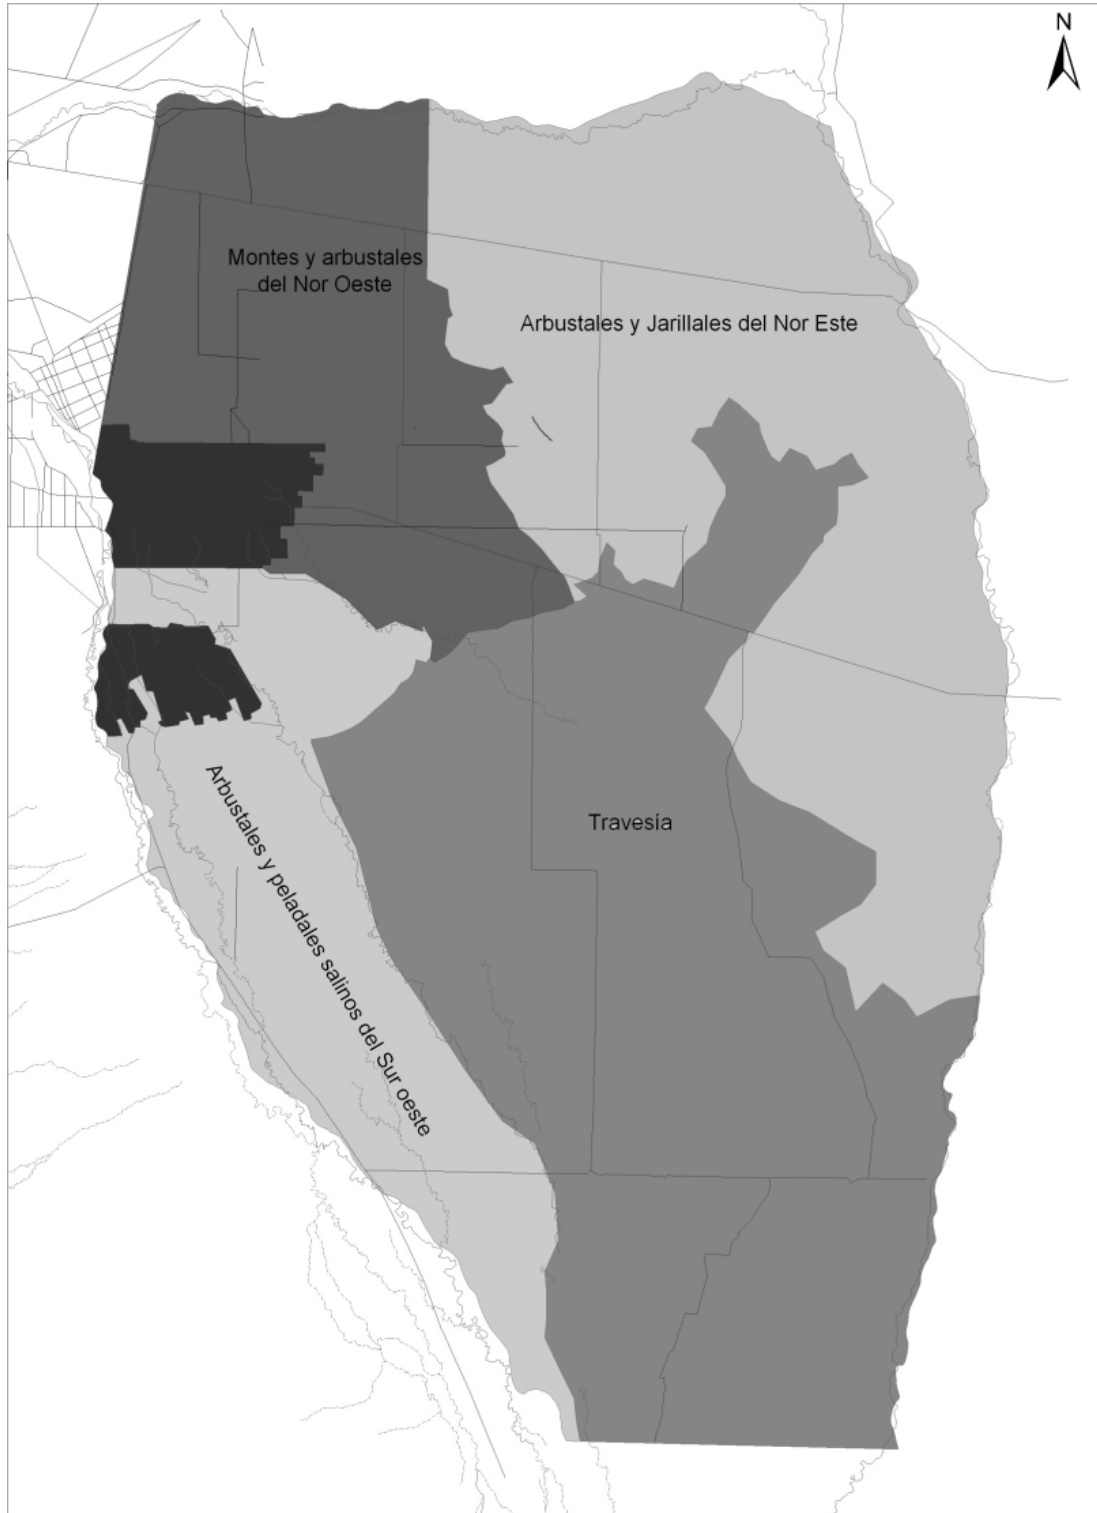 N
Montes y arbustales
del Nor Oeste
Arbustales y Jarillales del Nor Este
Travesía
Arbustales y peladales salinos del Sur oeste